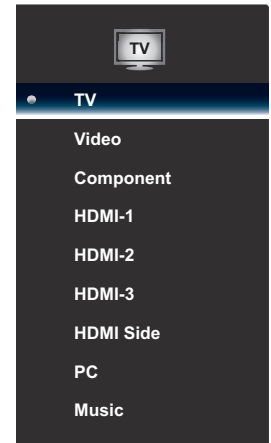 TV
TV
Video
Component
HDMI-1
HDMI-2
HDMI-3
HDMI Side
PC
Music